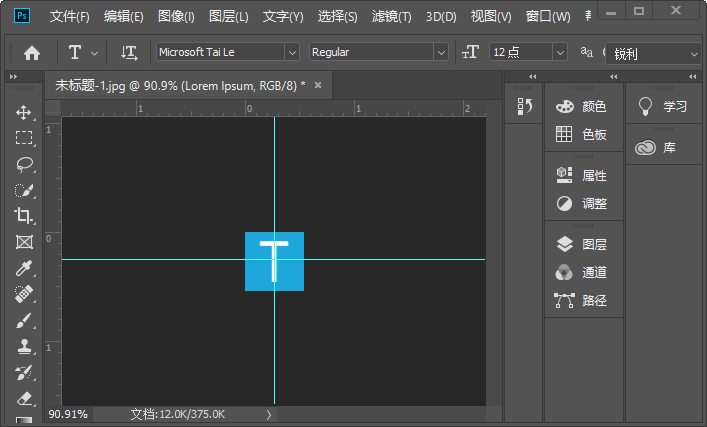 Ps 文件(F) 编辑(E) 图像(I) 图层(L) 文字(Y) 选择(S) 滤镜(T) 3D(D) 视图(V) 窗口(W)
T Microsoft Tai Le Regular 12 点 aa 锐利
未标题-1.jpg @ 90.9% (Lorem Ipsum, RGB/8) * ×
1 0 1 2
1
0
1
T
颜色
色板
属性
调整
图层
通道
路径
学习
库
90.91% 文档:12.0K/375.0K